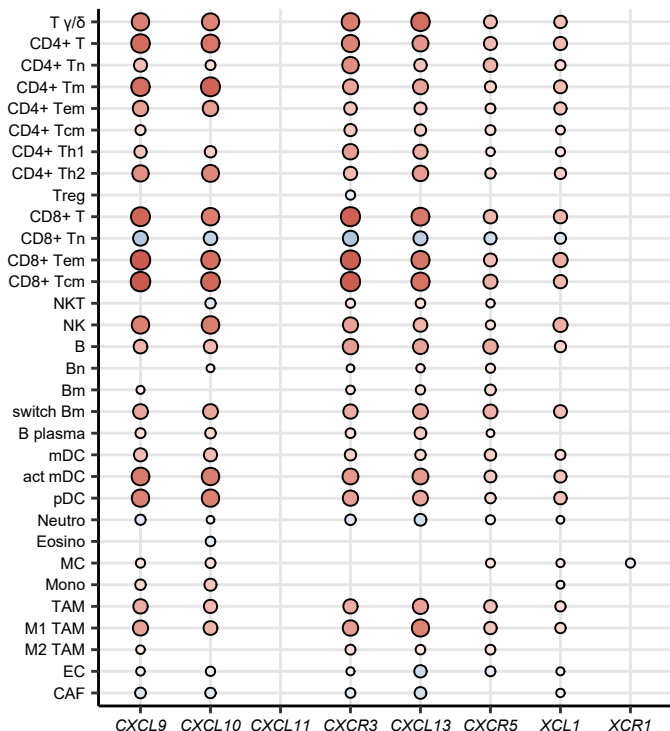 T γ/δ
CD4+ T
CD4+ Tn
CD4+ Tm
CD4+ Tem
CD4+ Tcm
CD4+ Th1
CD4+ Th2
Treg
CD8+ T
CD8+ Tn
CD8+ Tem
CD8+ Tcm
NKT
NK
B
Bn
Bm
switch Bm
B plasma
mDC
act mDC
pDC
Neutro
Eosino
MC
Mono
TAM
M1 TAM
M2 TAM
EC
CAF
CXCL9 CXCL10 CXCL11 CXCR3 CXCL13 CXCR5 XCL1 XCR1